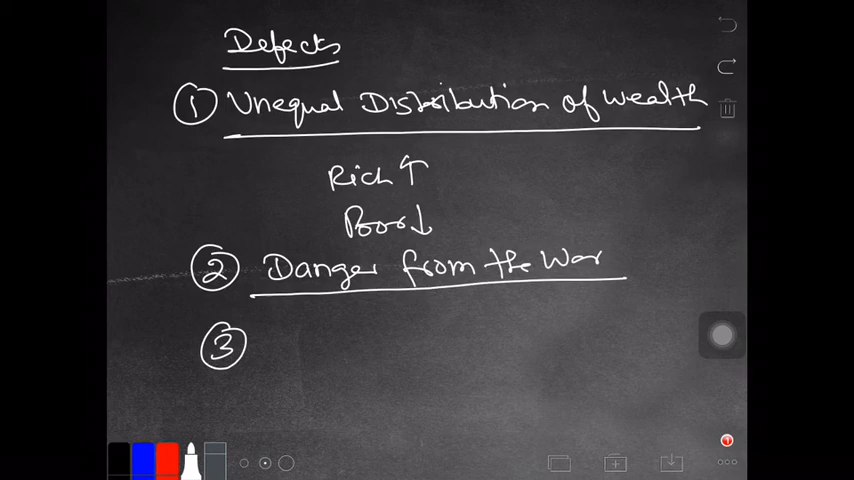 Defects
① Unequal Distribution of Wealth
Rich ↑
Poor ↓
② Danger from the War
③